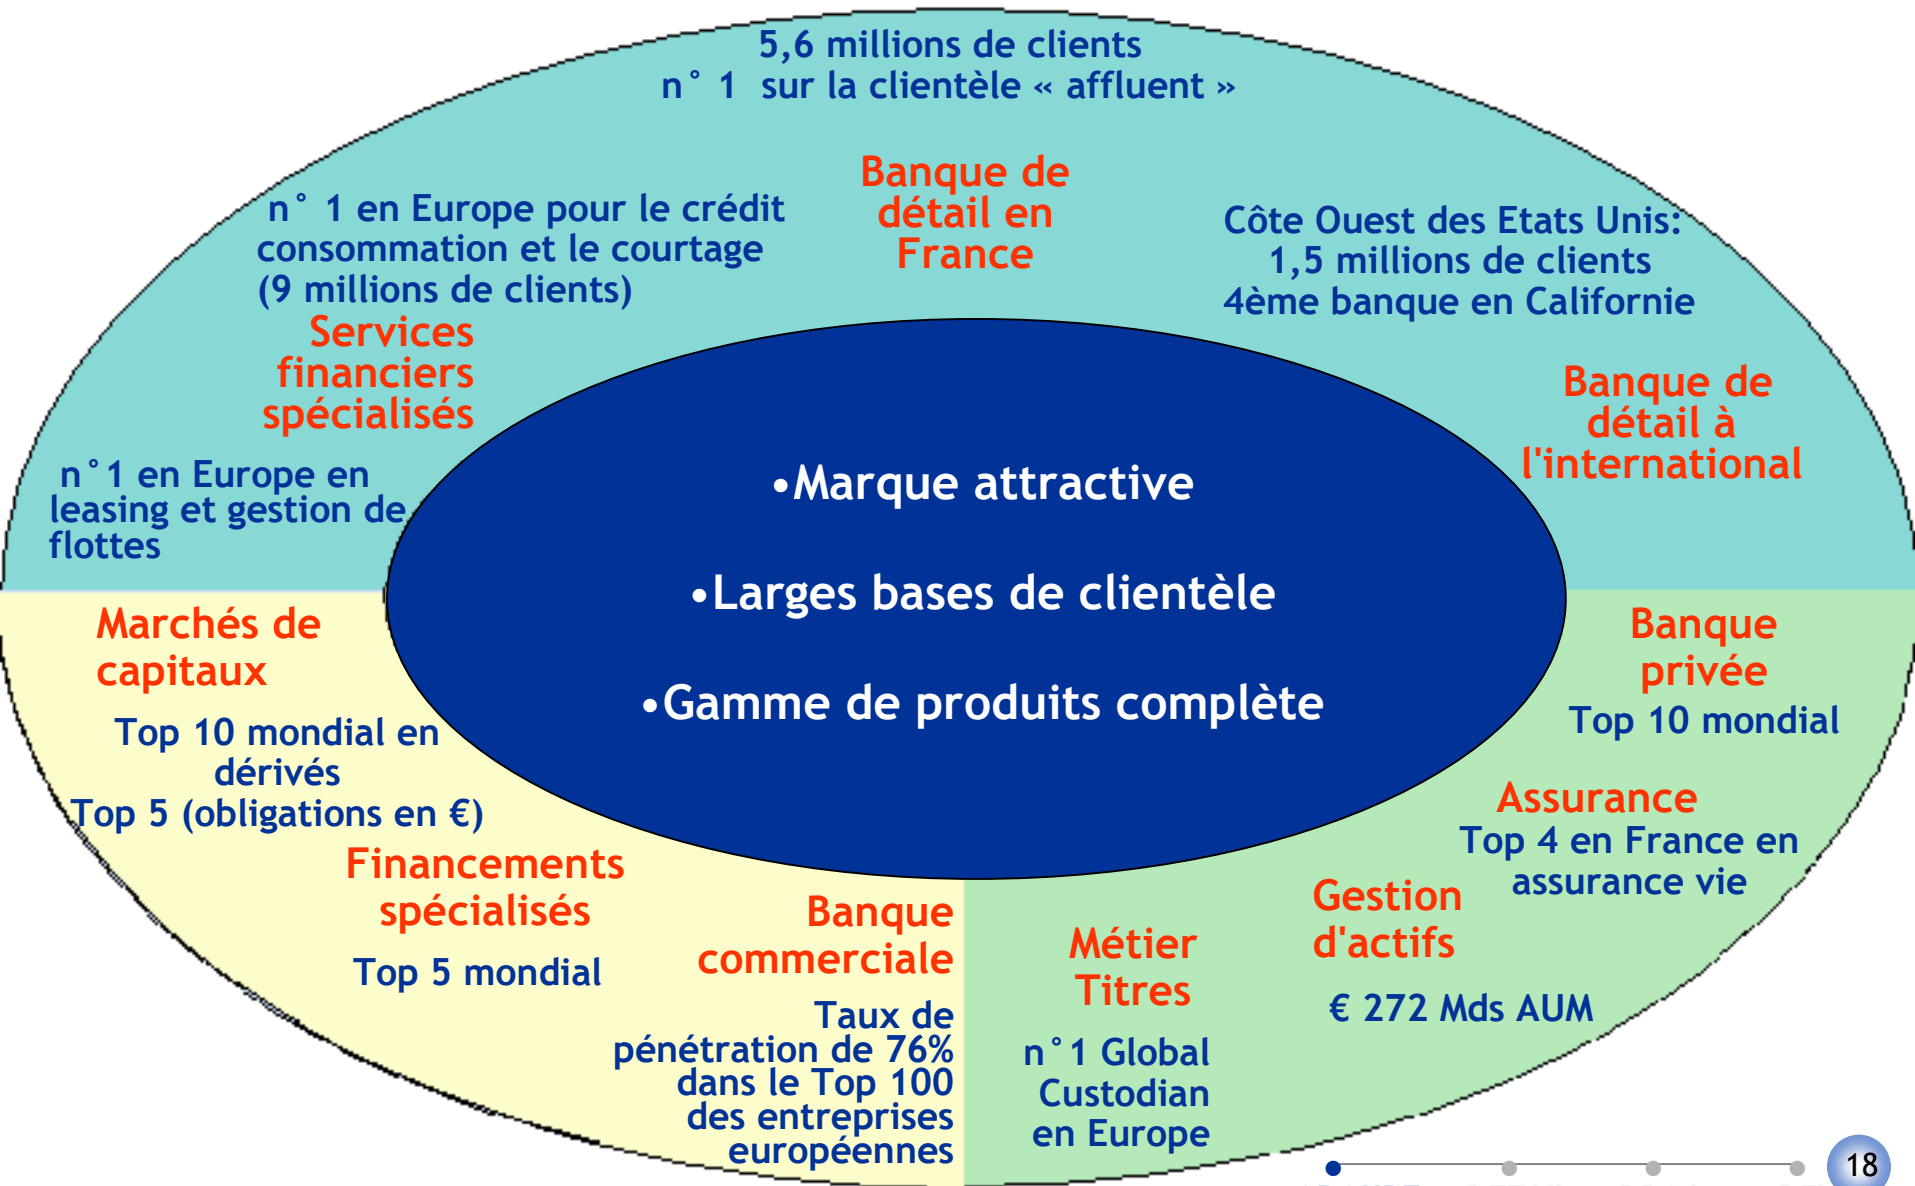 5,6 millions de clients
n° 1 sur la clientèle « affluent »
Banque de
détail en
France
n° 1 en Europe pour le crédit
consommation et le courtage
(9 millions de clients)
Services
financiers
spécialisés
n°1 en Europe en
leasing et gestion de
flottes
Côte Ouest des Etats Unis:
1,5 millions de clients
4ème banque en Californie
Banque de
détail à
l'international
•Marque attractive
•Larges bases de clientèle
•Gamme de produits complète
Marchés de
capitaux
Top 10 mondial en
dérivés
Top 5 (obligations en €)
Financements
spécialisés
Top 5 mondial
Banque
commerciale
Taux de
pénétration de 76%
dans le Top 100
des entreprises
européennes
Métier
Titres
n°1 Global
Custodian
en Europe
Gestion
d'actifs
€ 272 Mds AUM
Assurance
Top 4 en France en
assurance vie
Banque
privée
Top 10 mondial
18